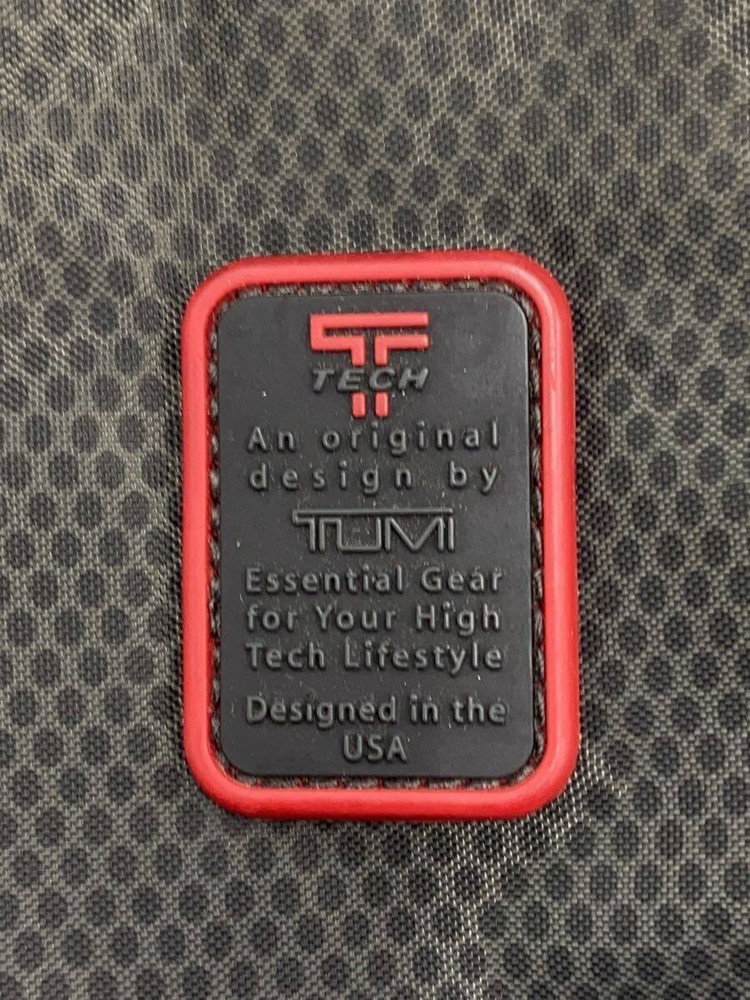 TECH
An original
design by
TUMI
Essential Gear
for Your High
Tech Lifestyle
Designed in the
USA